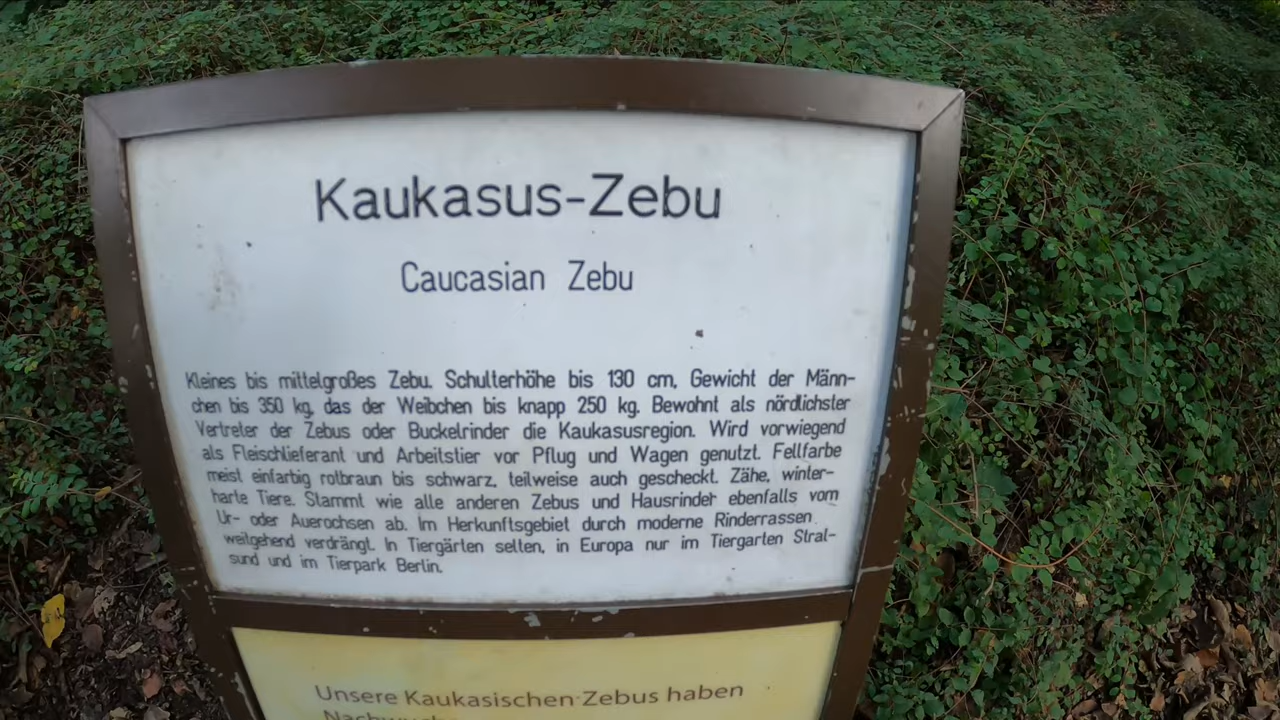 Kaukasus-Zebu
Caucasian Zebu
Kleines bis mittelgroßes Zebu. Schulterhöhe bis 130 cm, Gewicht der Männ-
chen bis 350 kg, das der Weibchen bis knapp 250 kg. Bewohnt als nördlichster
Vertreter der Zebus oder Buckelrinder die Kaukasusregion. Wird vorwiegend
als Fleischlieferant und Arbeitstier vor Pflug und Wagen genutzt. Fellfarbe
meist einfarbig rotbraun bis schwarz, teilweise auch gescheckt. Zähe, winter-
harte Tiere. Stammt wie alle anderen Zebus und Hausrinder ebenfalls vom
Ur- oder Auerochsen ab. Im Herkunftsgebiet durch moderne Rinderrassen
weitgehend verdrängt. In Tiergärten selten, in Europa nur im Tiergarten Stral-
sund und im Tierpark Berlin.
Unsere Kaukasischen Zebus haben